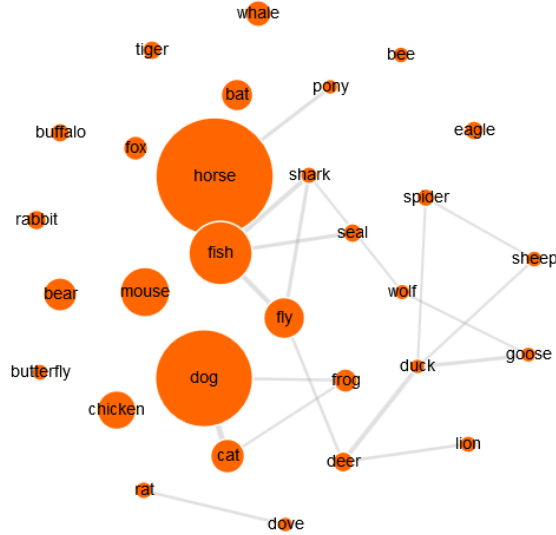 whale
tiger
bee
pony
bat
eagle
buffalo
fox
horse
shark
spider
rabbit
seal
fish
sheep
mouse
bear
wolf
fly
goose
duck
butterfly
dog
frog
chicken
lion
cat
deer
rat
dove